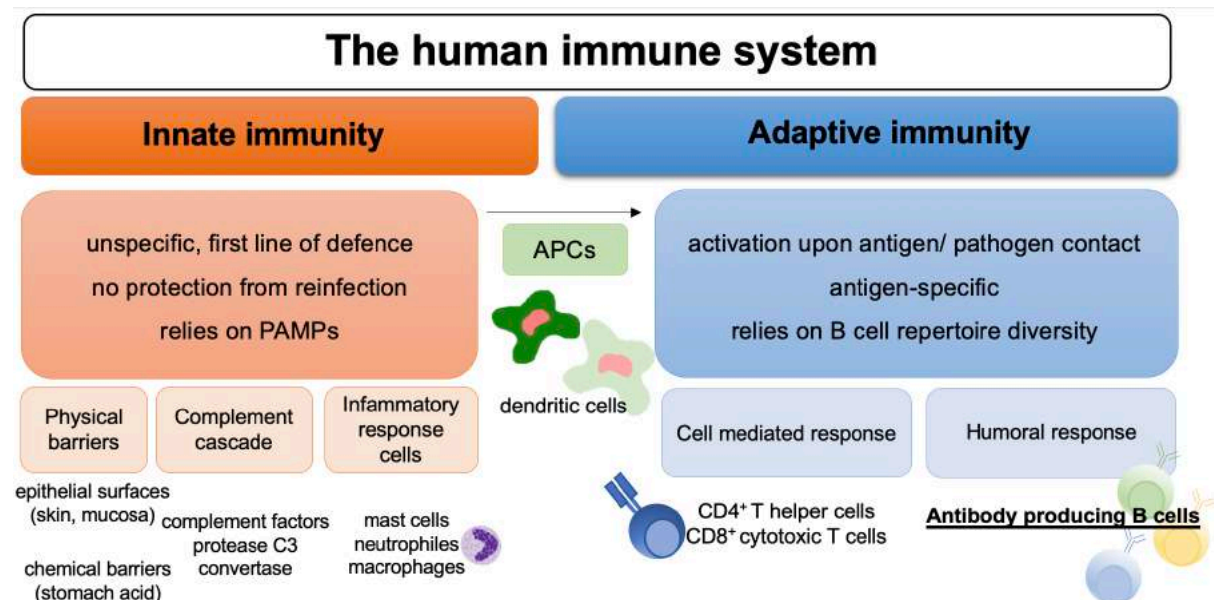 The human immune system
Innate immunity
Adaptive immunity
unspecific, first line of defence
no protection from reinfection
relies on PAMPs
APCs
dendritic cells
activation upon antigen/ pathogen contact
antigen-specific
relies on B cell repertoire diversity
Physical
barriers
Complement
cascade
Infammatory
response
cells
Cell mediated response
Humoral response
epithelial surfaces
(skin, mucosa)
chemical barriers
(stomach acid)
complement factors
protease C3
convertase
mast cells
neutrophiles
macrophages
CD4+ T helper cells
CD8+ cytotoxic T cells
Antibody producing B cells